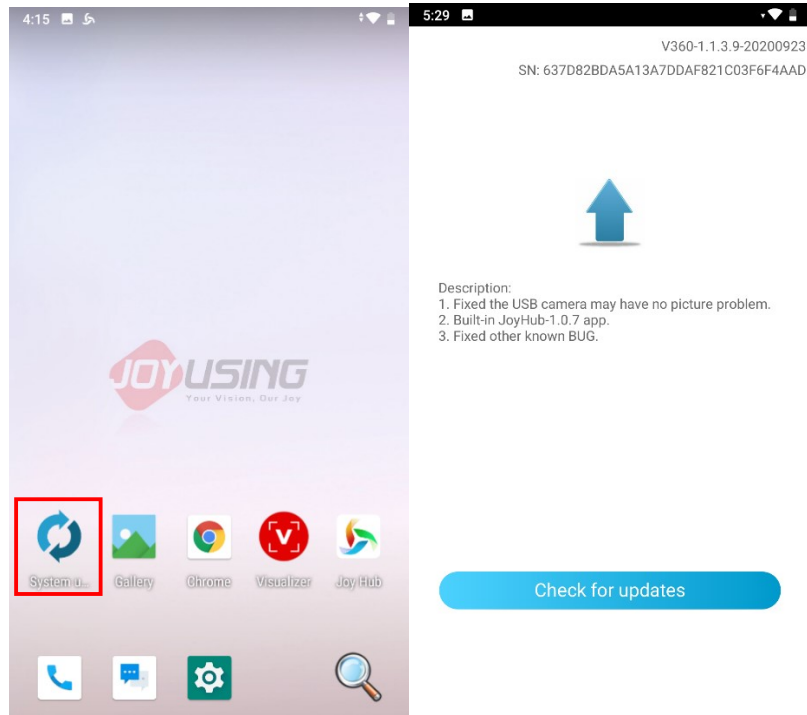 4:15
JOYUSING
Your Vision, Our Joy
System u...
Gallery
Chrome
Visualizer
Joy Hub
5:29
V360-1.1.3.9-20200923
SN: 637D82BDA5A13A7DDAF821C03F6F4AAD
Description:
1. Fixed the USB camera may have no picture problem.
2. Built-in JoyHub-1.0.7 app.
3. Fixed other known BUG.
Check for updates